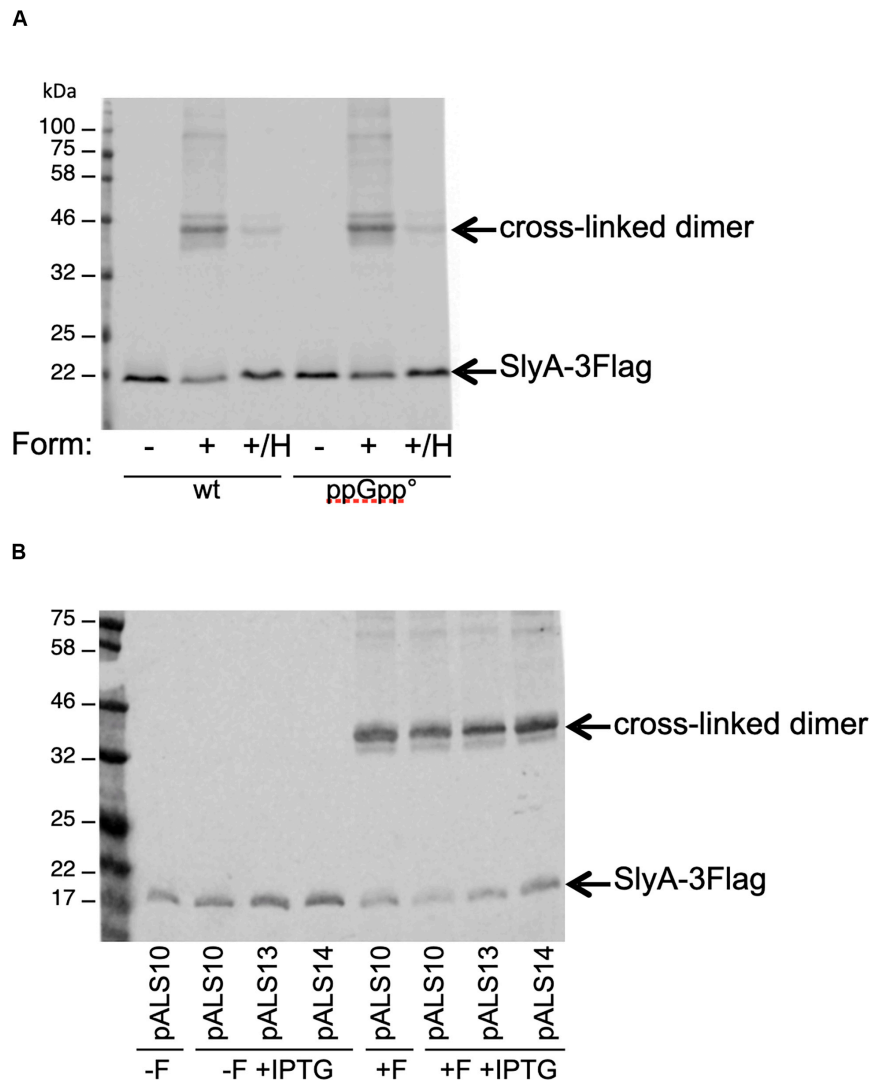 A
kDa
100
75
58
46
32
25
22
cross-linked dimer
SlyA-3Flag
Form: - + +/H - + +/H
wt ppGpp°
B
75
58
46
32
25
22
17
cross-linked dimer
SlyA-3Flag
pALS10 pALS10 pALS13 pALS14 pALS10 pALS10 pALS13 pALS14
-F -F +IPTG +F +F +IPTG